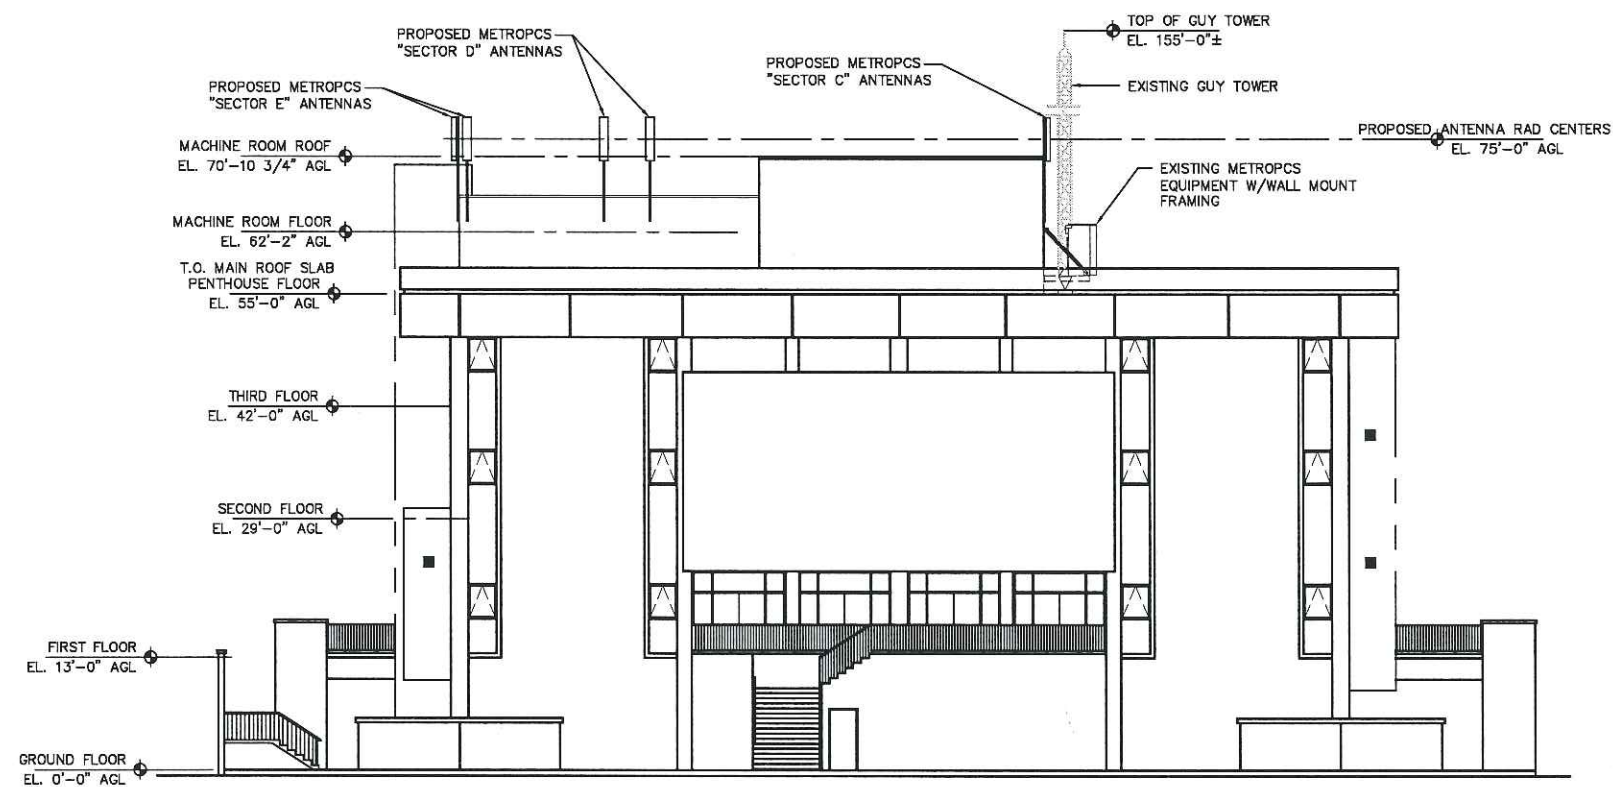 TOP OF GUY TOWER
EL. 155'-0"±
PROPOSED METROPCS
"SECTOR D" ANTENNAS
PROPOSED METROPCS
"SECTOR C" ANTENNAS
EXISTING GUY TOWER
PROPOSED METROPCS
"SECTOR E" ANTENNAS
PROPOSED ANTENNA RAD CENTERS
EL. 75'-0" AGL
MACHINE ROOM ROOF
EL. 70'-10 3/4" AGL
EXISTING METROPCS
EQUIPMENT W/WALL MOUNT
FRAMING
MACHINE ROOM FLOOR
EL. 62'-2" AGL
T.O. MAIN ROOF SLAB
PENTHOUSE FLOOR
EL. 55'-0" AGL
THIRD FLOOR
EL. 42'-0" AGL
SECOND FLOOR
EL. 29'-0" AGL
FIRST FLOOR
EL. 13'-0" AGL
GROUND FLOOR
EL. 0'-0" AGL